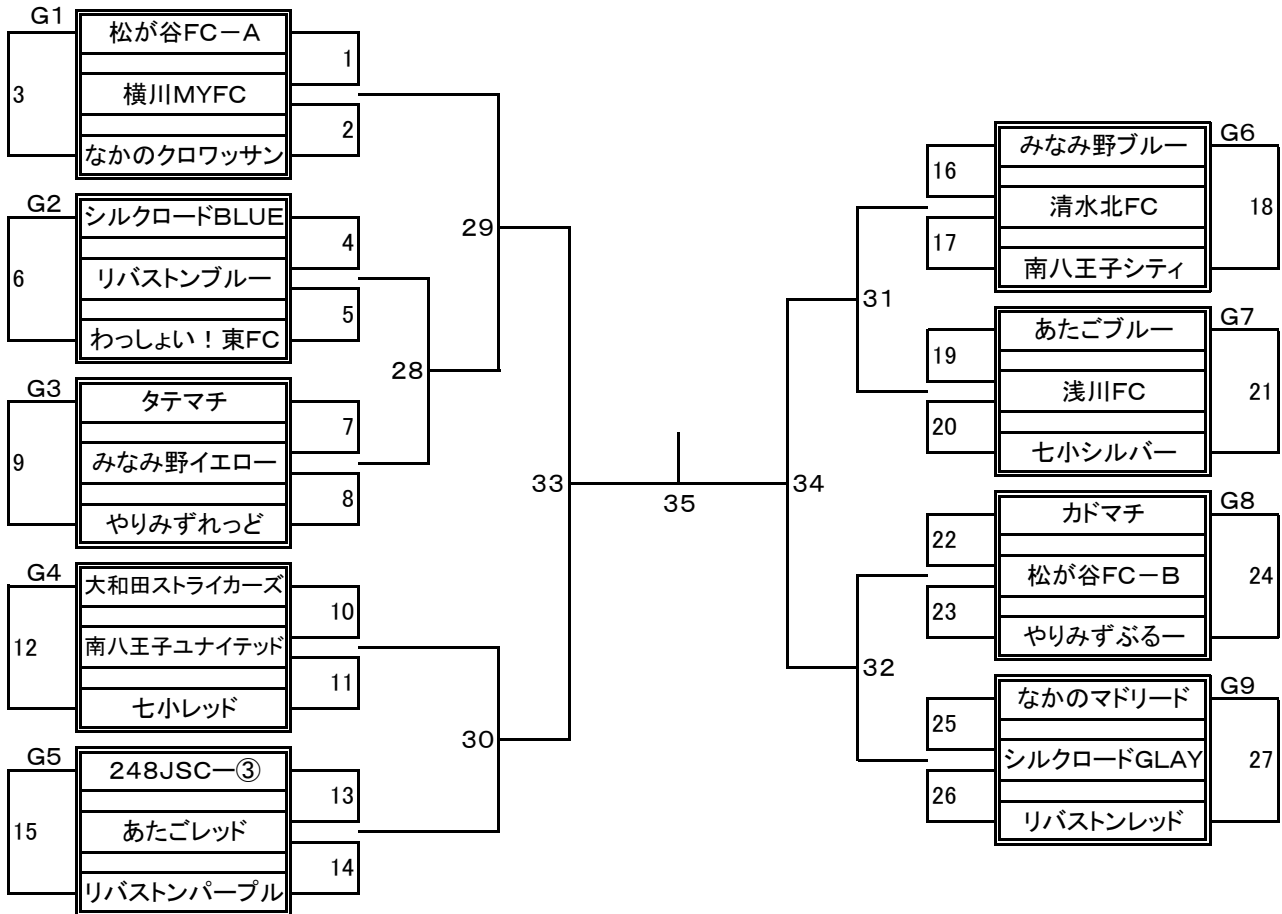 G1
松が谷FC－A
1
3
横川MYFC
2
なかのクロワッサン
G2
シルクロードBLUE
4
6
リバストンブルー
5
わっしょい！東FC
G3
タテマチ
7
9
みなみ野イエロー
8
やりみずれっど
G4
大和田ストライカーズ
10
12
南八王子ユナイテッド
11
七小レッド
G5
248JSC－③
13
15
あたごレッド
14
リバストンパープル
29
28
30
33
35
34
31
32
G6
みなみ野ブルー
16
清水北FC
18
17
南八王子シティ
G7
あたごブルー
19
浅川FC
21
20
七小シルバー
G8
カドマチ
22
松が谷FC－B
24
23
やりみずぶるー
G9
なかのマドリード
25
シルクロードGLAY
27
26
リバストンレッド